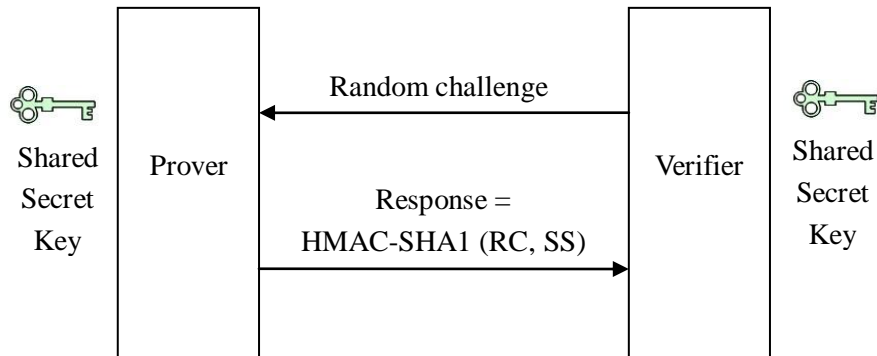 Random challenge
Shared
Secret
Key
Prover
Verifier
Shared
Secret
Key
Response =
HMAC-SHA1 (RC, SS)